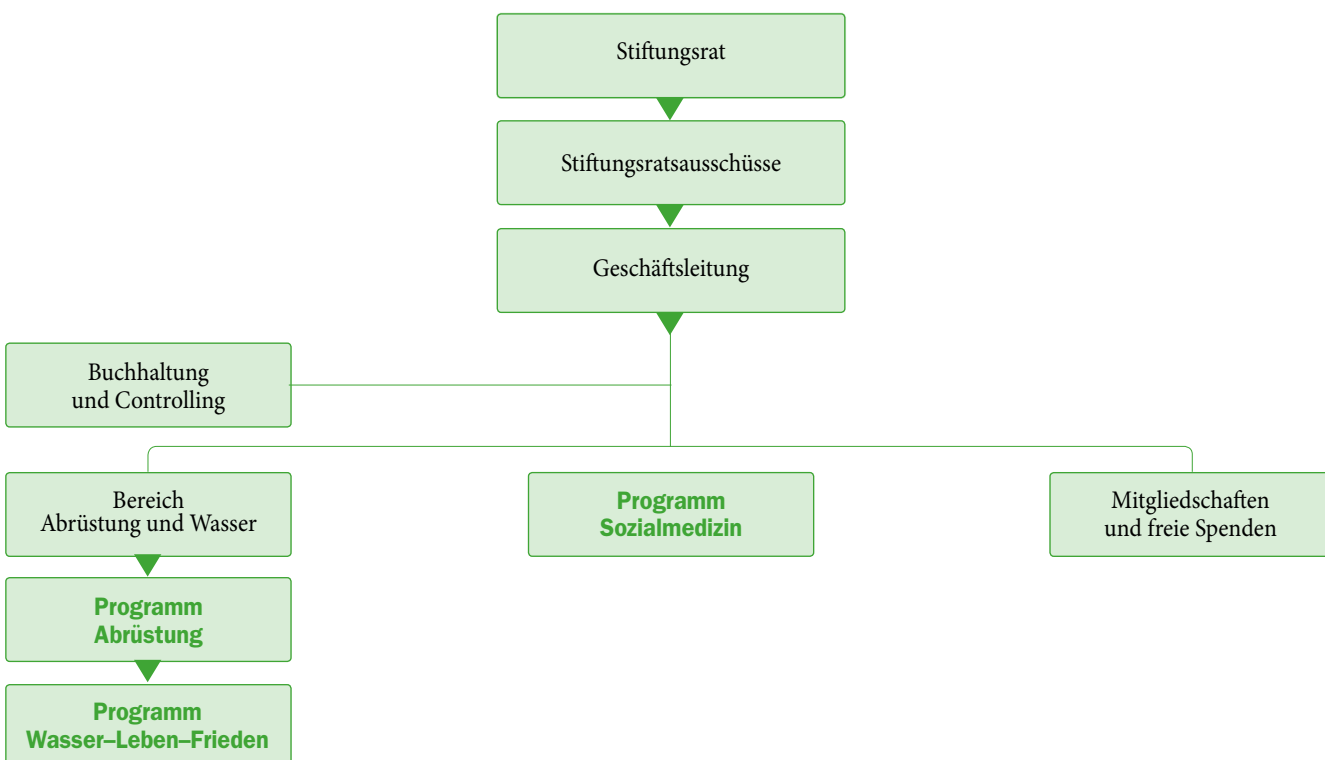 Stiftungsrat
Stiftungsratsausschüsse
Geschäftsleitung
Buchhaltung
und Controlling
Bereich
Abrüstung und Wasser
Programm
Sozialmedizin
Mitgliedschaften
und freie Spenden
Programm
Abrüstung
Programm
Wasser–Leben–Frieden